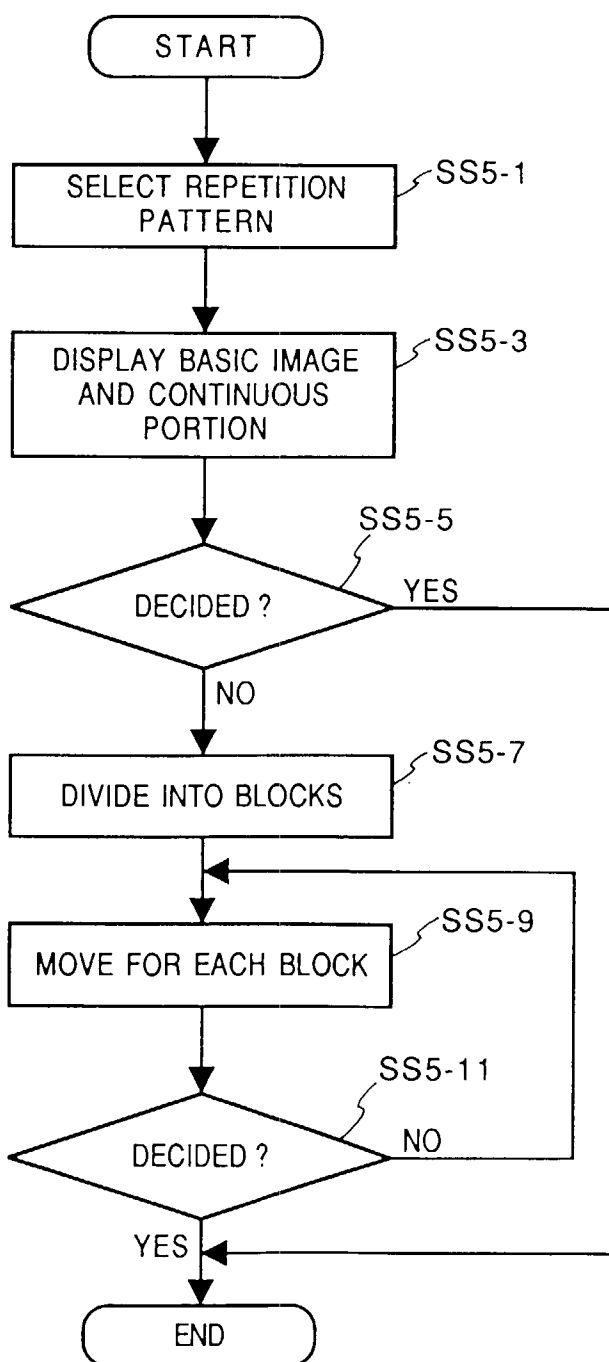 START
SELECT REPETITION
PATTERN
SS5-1
DISPLAY BASIC IMAGE
AND CONTINUOUS
PORTION
SS5-3
SS5-5
DECIDED ?
YES
NO
SS5-7
DIVIDE INTO BLOCKS
SS5-9
MOVE FOR EACH BLOCK
SS5-11
DECIDED ?
NO
YES
END